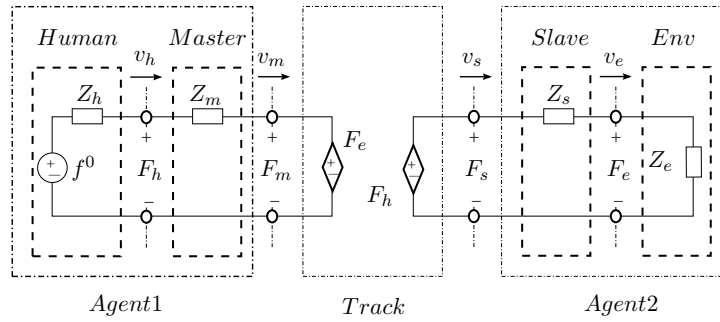 Human Master Slave Env
v_h v_m v_s v_e
Z_h Z_m Z_s
+ + + +
F_e
+ − f^0 F_h F_m + − + − F_s F_e Z_e
F_h
− − − −
Agent1 Track Agent2